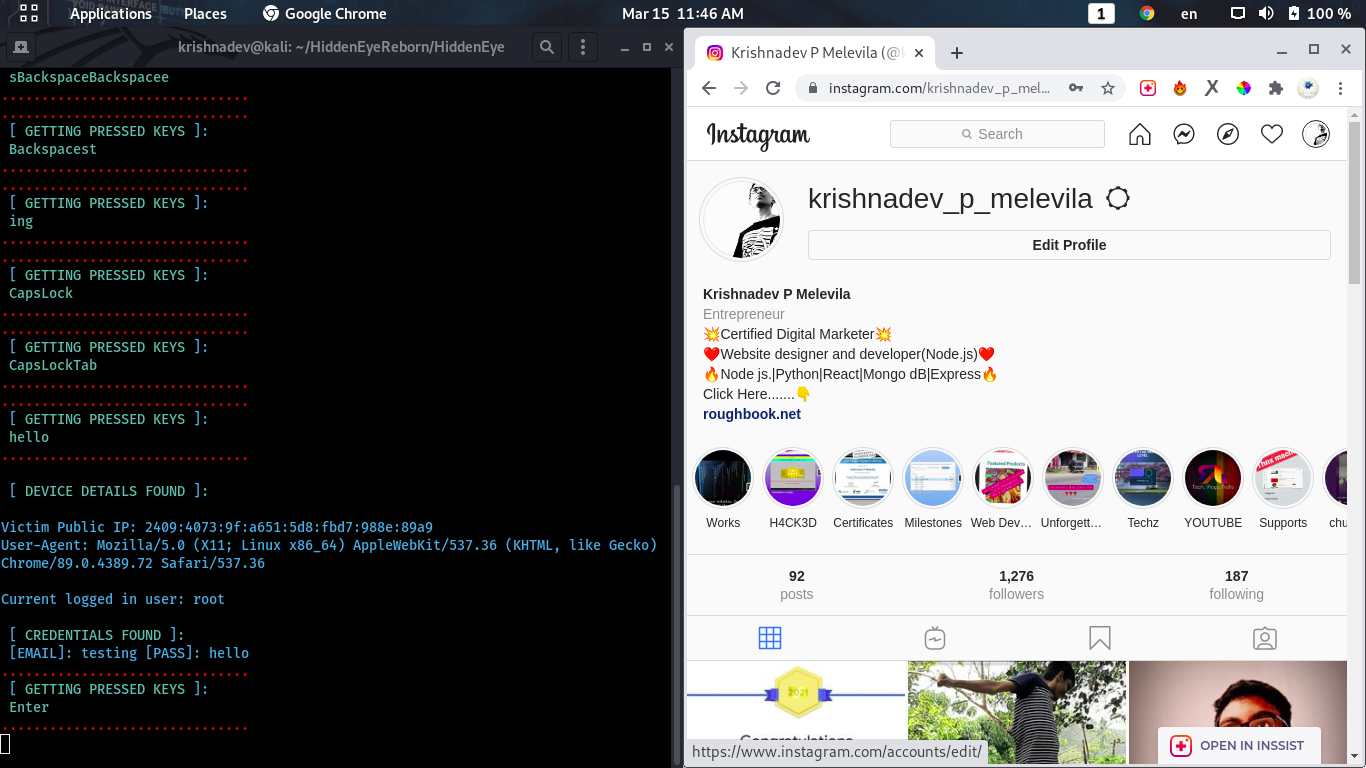 Applications Places Google Chrome Mar 15 11:46 AM 1 en 100 %
krishnadev@kali: ~/HiddenEyeReborn/HiddenEye
sBackspaceBackspacee
[ GETTING PRESSED KEYS ]:
Backspacest
[ GETTING PRESSED KEYS ]:
ing
[ GETTING PRESSED KEYS ]:
CapsLock
[ GETTING PRESSED KEYS ]:
CapsLockTab
[ GETTING PRESSED KEYS ]:
hello
[ DEVICE DETAILS FOUND ]:
Victim Public IP: 2409:4073:9f:a651:5d8:fbd7:988e:89a9
User-Agent: Mozilla/5.0 (X11; Linux x86_64) AppleWebKit/537.36 (KHTML, like Gecko)
Chrome/89.0.4389.72 Safari/537.36
Current logged in user: root
[ CREDENTIALS FOUND ]:
[EMAIL]: testing [PASS]: hello
[ GETTING PRESSED KEYS ]:
Enter
Krishnadev P Melevila (@
instagram.com/krishnadev_p_mel...
Instagram
Search
krishnadev_p_melevila
Edit Profile
Krishnadev P Melevila
Entrepreneur
💥Certified Digital Marketer💥
❤️Website designer and developer(Node.js)❤️
🔥Node js.|Python|React|Mongo dB|Express🔥
Click Here.......👇
roughbook.net
Works H4CK3D Certificates Milestones Web Dev... Unforgett... Techz YOUTUBE Supports chu
92 1,276 187
posts followers following
2021
Congratulations
https://www.instagram.com/accounts/edit/
OPEN IN INSSIST